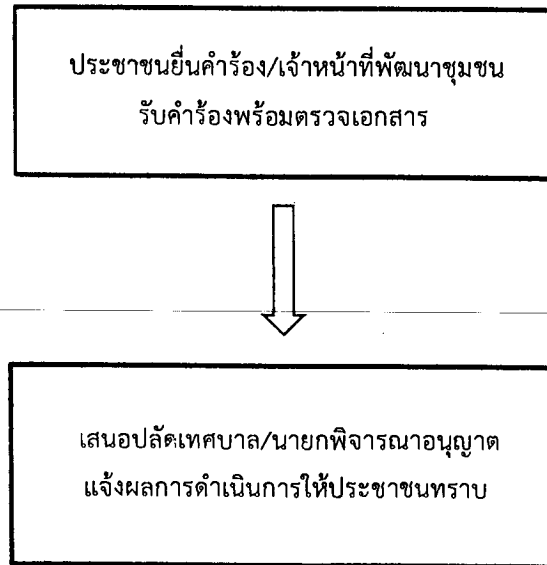 ประชาชนยื่นคำร้อง/เจ้าหน้าที่พัฒนาชุมชน
รับคำร้องพร้อมตรวจเอกสาร
เสนอปลัดเทศบาล/นายกพิจารณาอนุญาต
แจ้งผลการดำเนินการให้ประชาชนทราบ